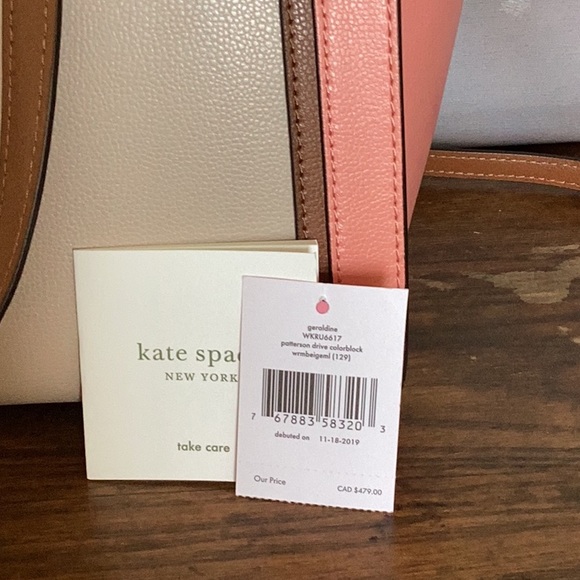 kate spa
NEW YORK
take care
geraldine
WKRU6617
patterson drive colorblock
wrmbeigeml (129)
7 67883 58320 3
debuted on 11-18-2019
Our Price CAD $479.00